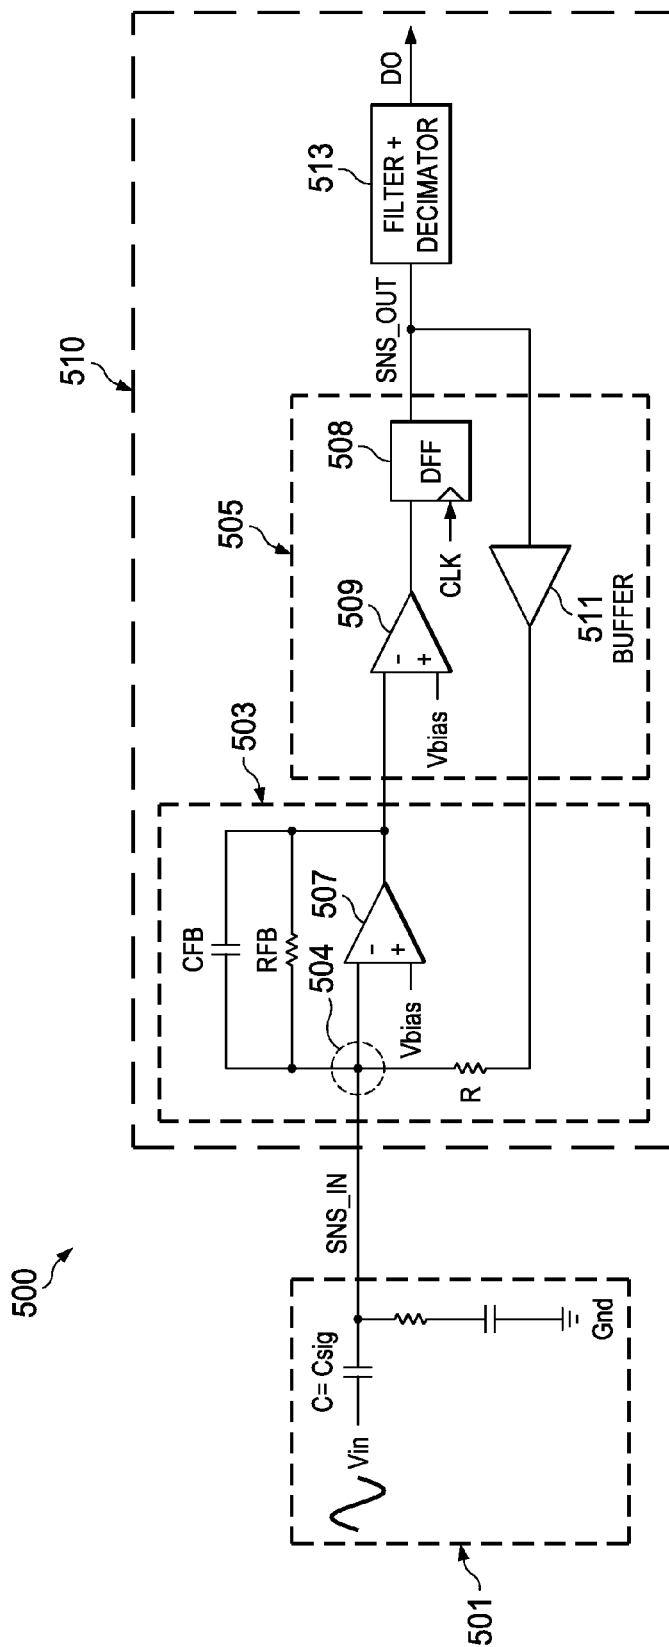 500
510
501
Vin
C= Csig
Gnd
SNS_IN
503
CFB
RFB
504
507
-
+
Vbias
R
505
509
-
+
Vbias
508
DFF
CLK
511
BUFFER
SNS_OUT
513
FILTER +
DECIMATOR
DO